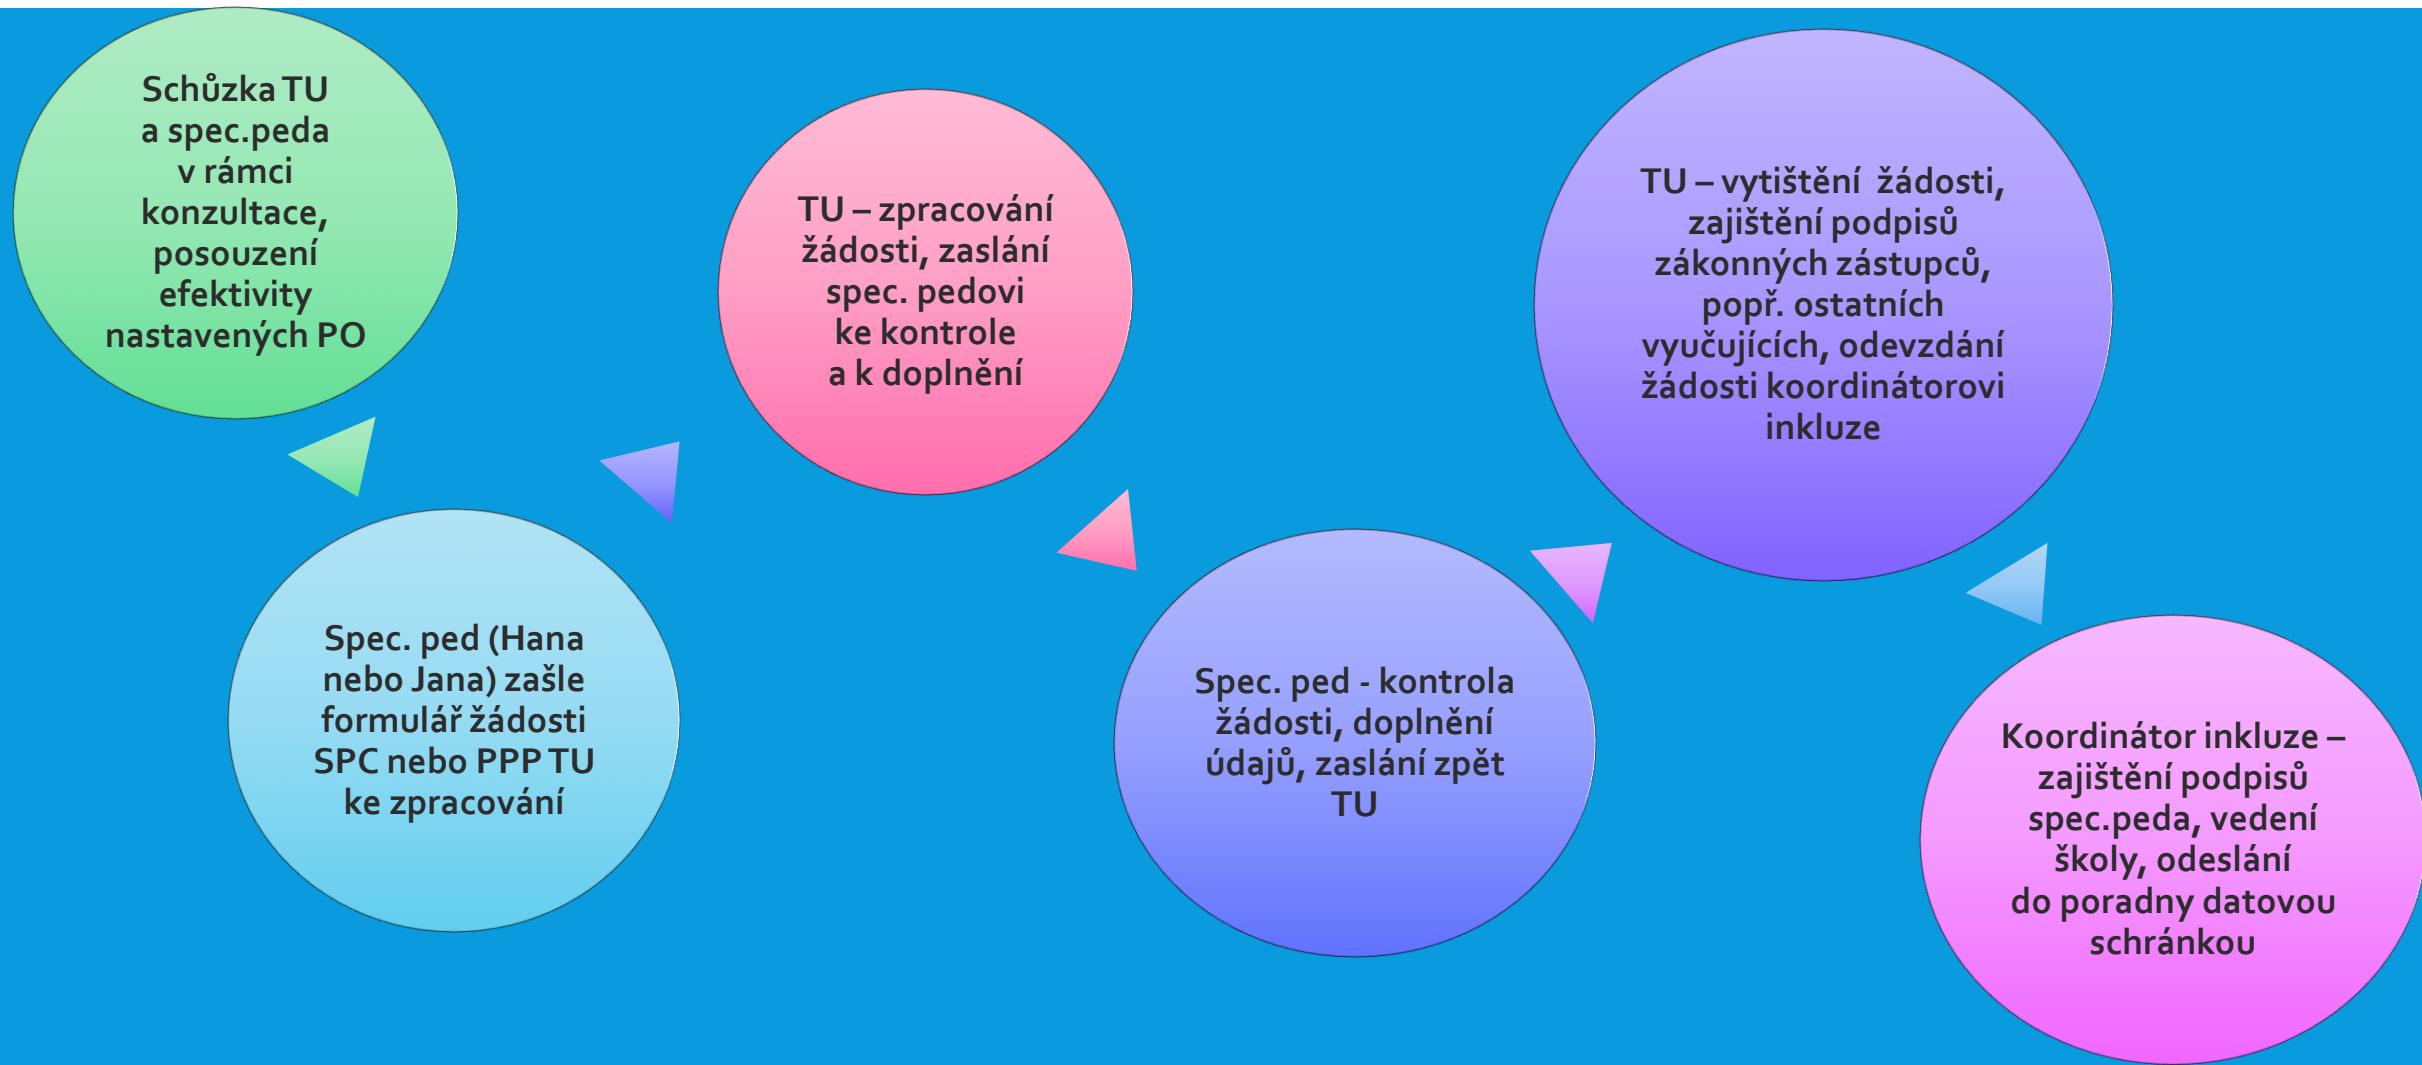 Schůzka TU
a spec.peda
v rámci
konzultace,
posouzení
efektivity
nastavených PO
Spec. ped (Hana
nebo Jana) zašle
formulář žádosti
SPC nebo PPP TU
ke zpracování
TU – zpracování
žádosti, zaslání
spec. pedovi
ke kontrole
a k doplnění
Spec. ped - kontrola
žádosti, doplnění
údajů, zaslání zpět
TU
TU – vytištění  žádosti,
zajištění podpisů
zákonných zástupců,
popř. ostatních
vyučujících, odevzdání
žádosti koordinátorovi
inkluze
Koordinátor inkluze –
zajištění podpisů
spec.peda, vedení
školy, odeslání
do poradny datovou
schránkou